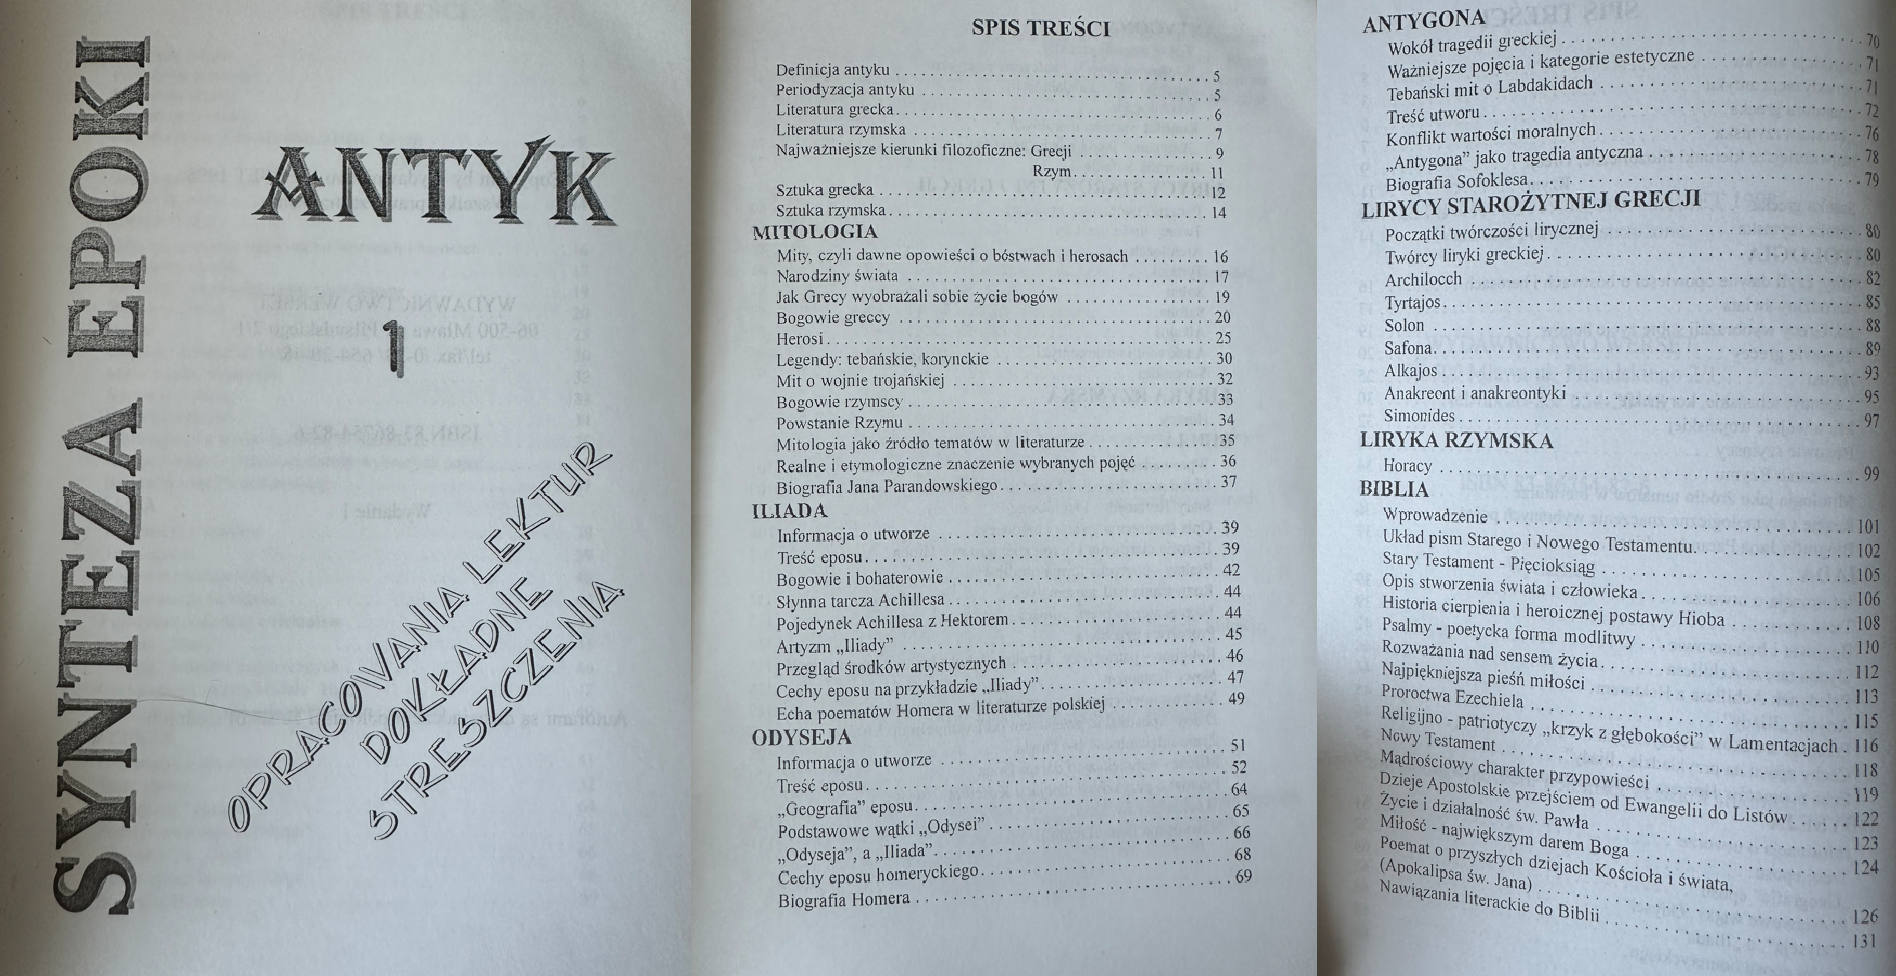 SYNTEZA EPOKI
ANTYK
1
OPRACOWANIA LEKTUR
DOKŁADNE
STRESZCZENIA
SPIS TREŚCI
Definicja antyku . . . 5
Periodyzacja antyku . . . 5
Literatura grecka . . . 6
Literatura rzymska . . . 7
Najważniejsze kierunki filozoficzne: Grecji . . . 9
Rzym . . . 11
Sztuka grecka . . . 12
Sztuka rzymska . . . 14
MITOLOGIA
Mity, czyli dawne opowieści o bóstwach i herosach . . . 16
Narodziny świata . . . 17
Jak Grecy wyobrażali sobie życie bogów . . . 19
Bogowie greccy . . . 20
Herosi . . . 25
Legendy: tebańskie, korynckie . . . 30
Mit o wojnie trojańskiej . . . 32
Bogowie rzymscy . . . 33
Powstanie Rzymu . . . 34
Mitologia jako źródło tematów w literaturze . . . 35
Realne i etymologiczne znaczenie wybranych pojęć . . . 36
Biografia Jana Parandowskiego . . . 37
ILIADA
Informacja o utworze . . . 39
Treść eposu . . . 39
Bogowie i bohaterowie . . . 42
Słynna tarcza Achillesa . . . 44
Pojedynek Achillesa z Hektorem . . . 44
Artyzm „Iliady” . . . 45
Przegląd środków artystycznych . . . 46
Cechy eposu na przykładzie „Iliady” . . . 47
Echa poematów Homera w literaturze polskiej . . . 49
ODYSEJA
Informacja o utworze . . . 51
Treść eposu . . . 52
„Geografia” eposu . . . 64
Podstawowe wątki „Odysei” . . . 65
„Odyseja”, a „Iliada” . . . 66
Cechy eposu homeryckiego . . . 68
Biografia Homera . . . 69
ANTYGONA
Wokół tragedii greckiej . . . 70
Ważniejsze pojęcia i kategorie estetyczne . . . 71
Tebański mit o Labdakidach . . . 71
Treść utworu . . . 72
Konflikt wartości moralnych . . . 76
„Antygona” jako tragedia antyczna . . . 78
Biografia Sofoklesa . . . 79
LIRYCY STAROŻYTNEJ GRECJI
Początki twórczości lirycznej . . . 80
Twórcy liryki greckiej . . . 80
Archiloch . . . 82
Tyrtajos . . . 85
Solon . . . 88
Safona . . . 89
Alkajos . . . 93
Anakreont i anakreontyki . . . 95
Simonides . . . 97
LIRYKA RZYMSKA
Horacy . . . 99
BIBLIA
Wprowadzenie . . . 101
Układ pism Starego i Nowego Testamentu . . . 102
Stary Testament - Pięcioksiąg . . . 105
Opis stworzenia świata i człowieka . . . 106
Historia cierpienia i heroicznej postawy Hioba . . . 108
Psalmy - poetycka forma modlitwy . . . 110
Rozważania nad sensem życia . . . 112
Najpiękniejsza pieśń miłości . . . 113
Proroctwa Ezechiela . . . 115
Religijno - patriotyczy „krzyk z głębokości” w Lamentacjach . 116
Nowy Testament . . . 118
Mądrościowy charakter przypowieści . . . 119
Dzieje Apostolskie przejściem od Ewangelii do Listów . . . 122
Życie i działalność św. Pawła . . . 123
Miłość - największym darem Boga . . . 124
Poemat o przyszłych dziejach Kościoła i świata,
(Apokalipsa św. Jana) . . . 126
Nawiązania literackie do Biblii . . . 131